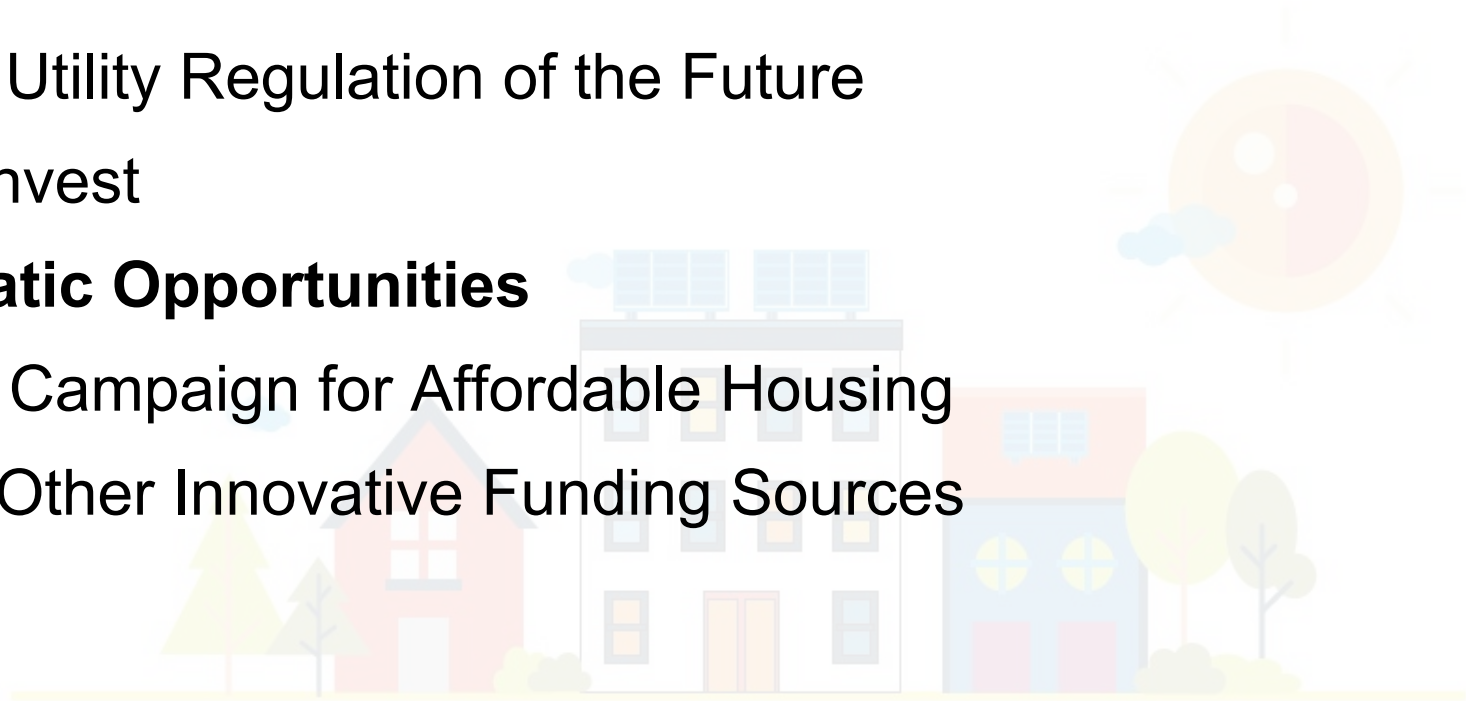 Utility Regulation of the Future
nvest
atic Opportunities
Campaign for Affordable Housing
Other Innovative Funding Sources